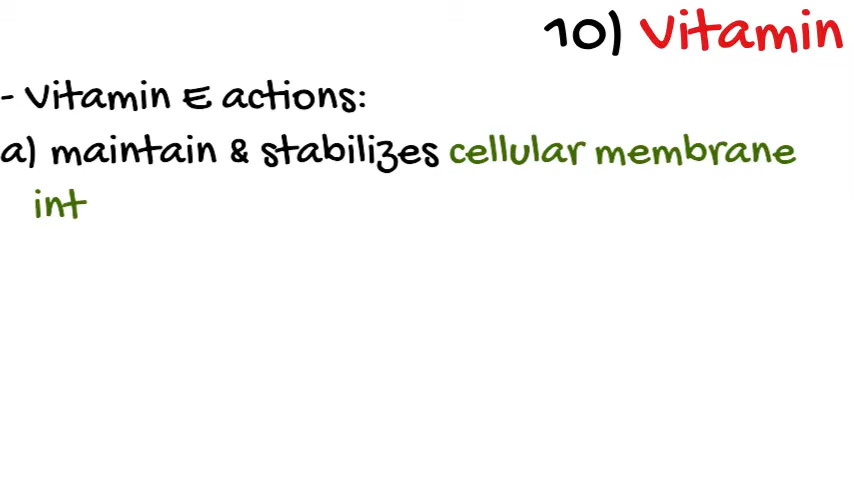 10) Vitamin
- Vitamin E actions:
a) maintain & stabilizes cellular membrane
int